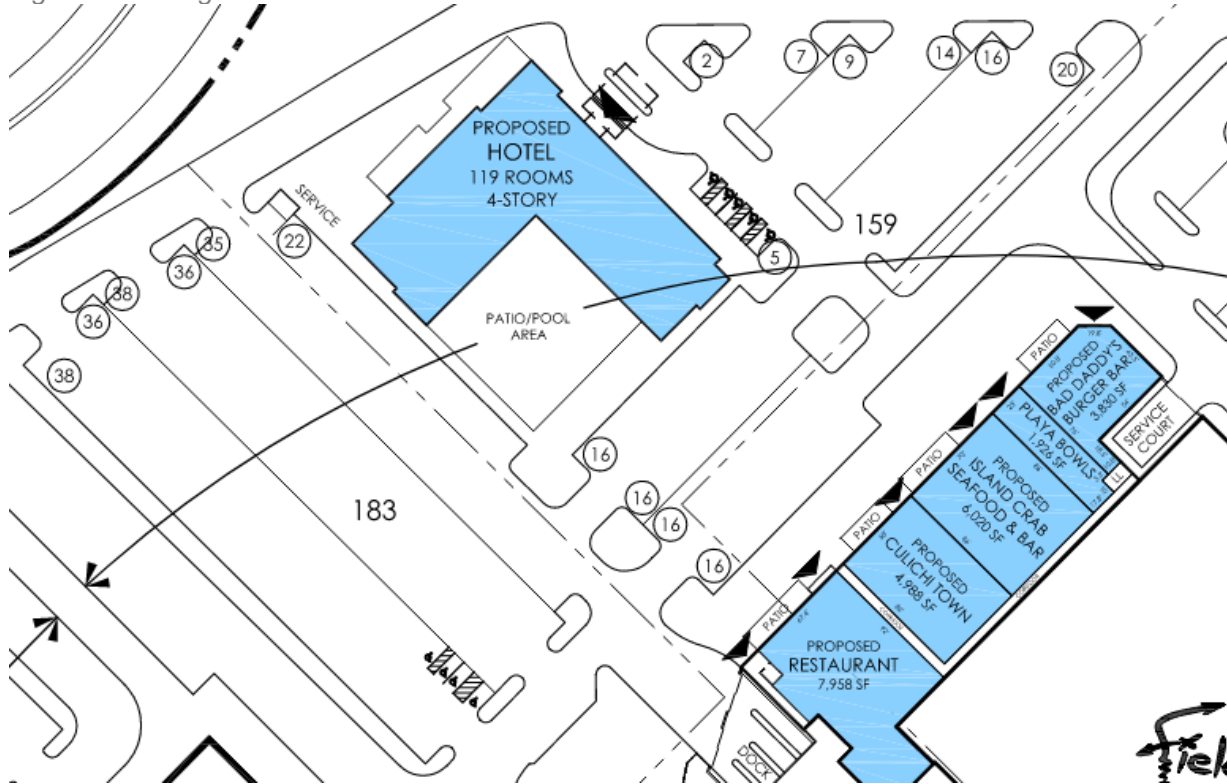 2
7
9
14
16
20
PROPOSED
HOTEL
119 ROOMS
4-STORY
SERVICE
22
35
36
38
36
38
5
159
PATIO/POOL
AREA
183
16
16
16
16
PATIO
PROPOSED
BAD DADDY'S
BURGER BAR
3,830 SF
SERVICE
COURT
PLAYA BOWLS
1,926 SF
LL
PATIO
PROPOSED
ISLAND CRAB
SEAFOOD & BAR
6,020 SF
PATIO
PROPOSED
CULICHI TOWN
4,988 SF
CORRIDOR
CORRIDOR
PATIO
PROPOSED
RESTAURANT
7,958 SF
DOCK